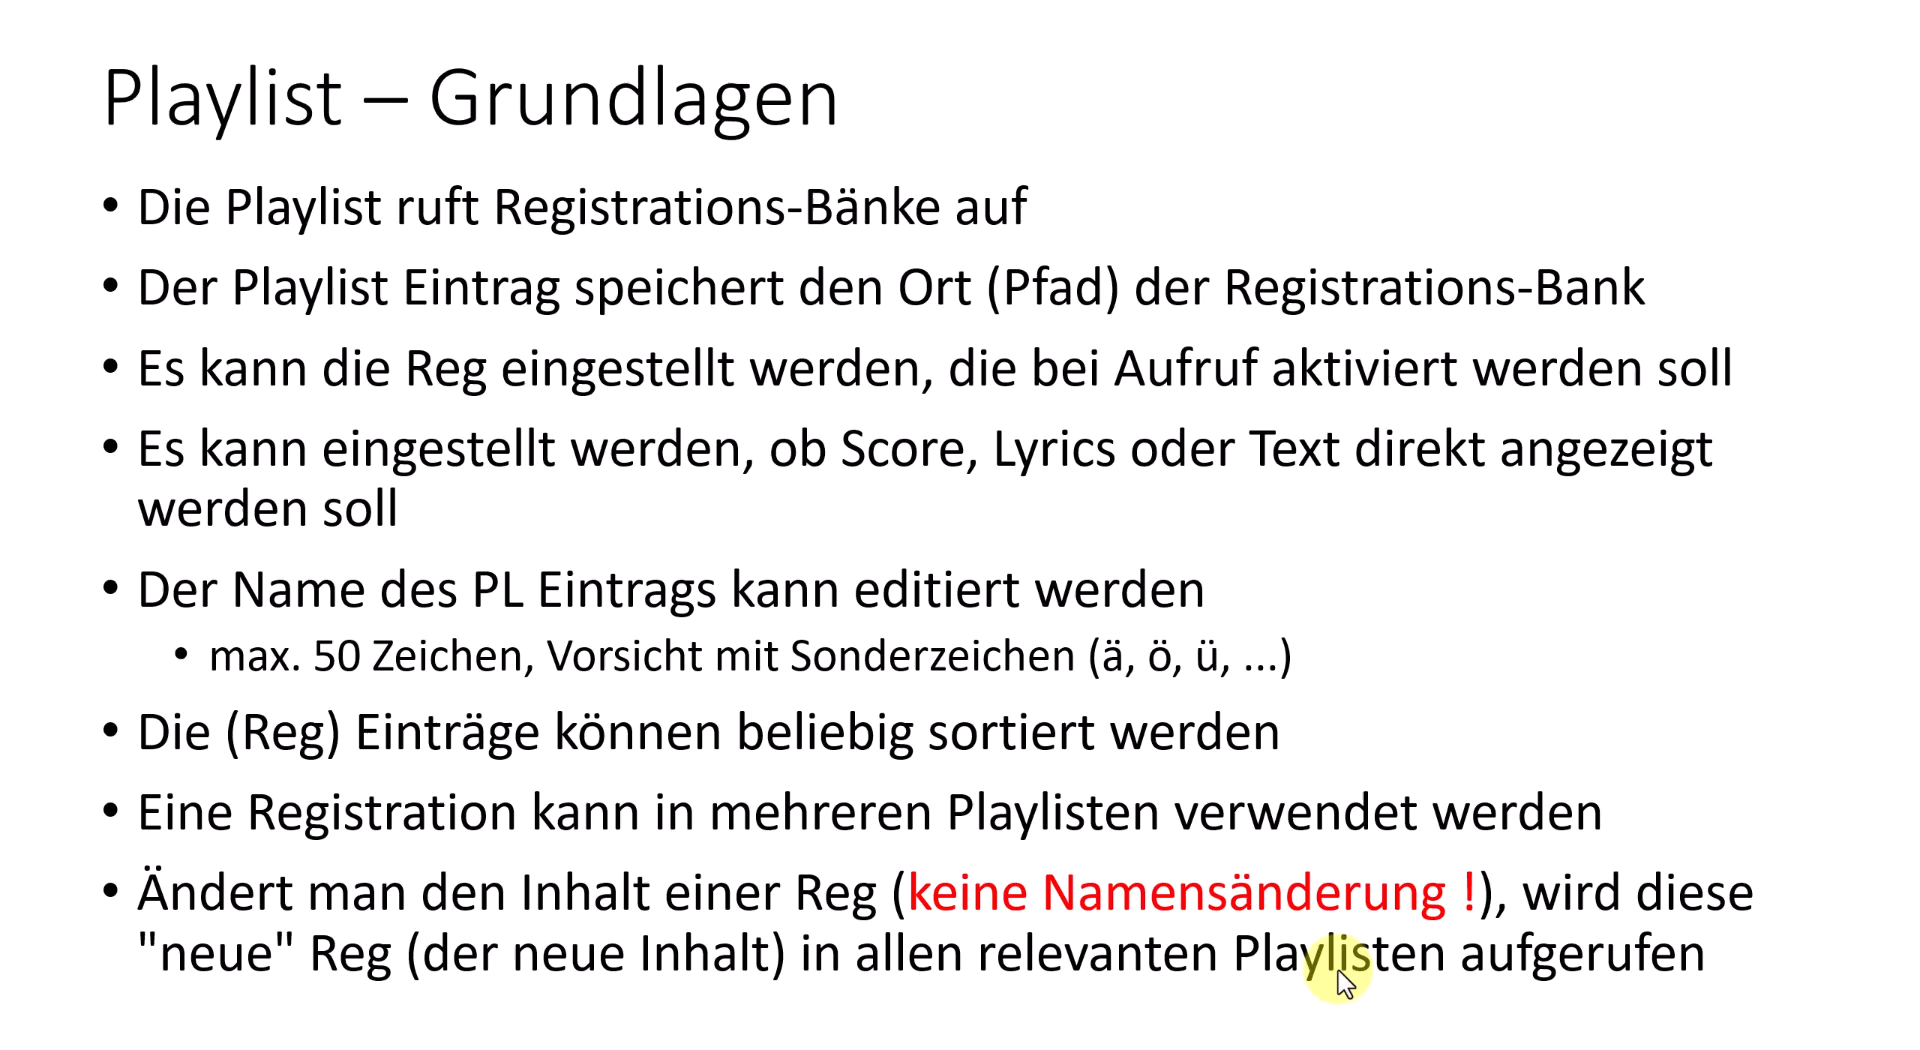 Playlist – Grundlagen
• Die Playlist ruft Registrations-Bänke auf
• Der Playlist Eintrag speichert den Ort (Pfad) der Registrations-Bank
• Es kann die Reg eingestellt werden, die bei Aufruf aktiviert werden soll
• Es kann eingestellt werden, ob Score, Lyrics oder Text direkt angezeigt
werden soll
• Der Name des PL Eintrags kann editiert werden
• max. 50 Zeichen, Vorsicht mit Sonderzeichen (ä, ö, ü, ...)
• Die (Reg) Einträge können beliebig sortiert werden
• Eine Registration kann in mehreren Playlisten verwendet werden
• Ändert man den Inhalt einer Reg (keine Namensänderung !), wird diese
"neue" Reg (der neue Inhalt) in allen relevanten Playlisten aufgerufen